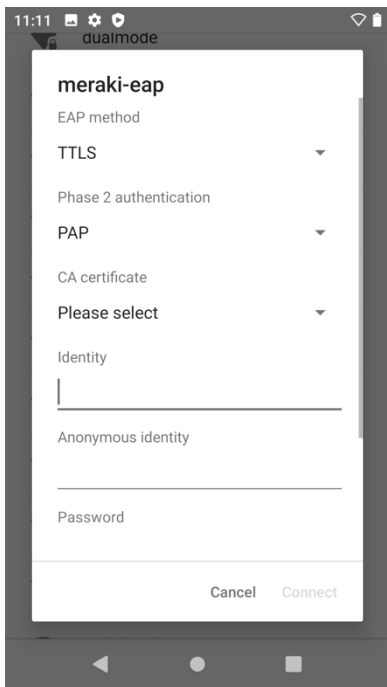 11:11
dualmode
meraki-eap
EAP method
TTLS
Phase 2 authentication
PAP
CA certificate
Please select
Identity
Anonymous identity
Password
Cancel Connect